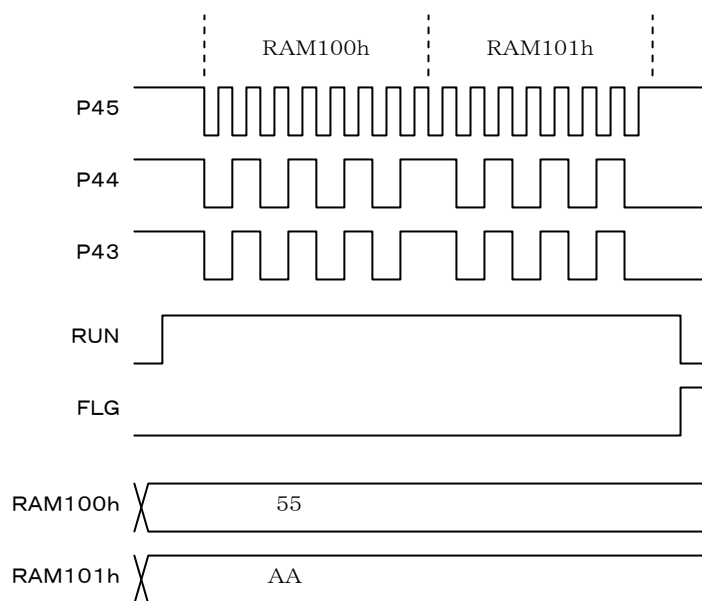 RAM100h RAM101h
P45
P44
P43
RUN
FLG
RAM100h 55
RAM101h AA